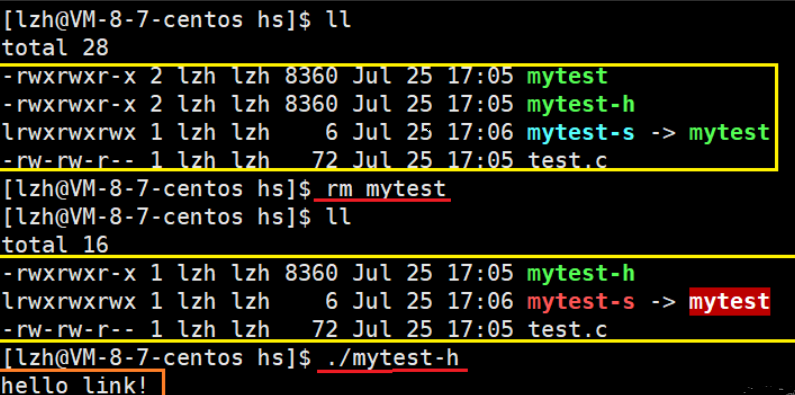 [lzh@VM-8-7-centos hs]$ ll
total 28
-rwxrwxr-x 2 lzh lzh 8360 Jul 25 17:05 mytest
-rwxrwxr-x 2 lzh lzh 8360 Jul 25 17:05 mytest-h
lrwxrwxrwx 1 lzh lzh    6 Jul 25 17:06 mytest-s -> mytest
-rw-rw-r-- 1 lzh lzh   72 Jul 25 17:05 test.c
[lzh@VM-8-7-centos hs]$ rm mytest
[lzh@VM-8-7-centos hs]$ ll
total 16
-rwxrwxr-x 1 lzh lzh 8360 Jul 25 17:05 mytest-h
lrwxrwxrwx 1 lzh lzh    6 Jul 25 17:06 mytest-s -> mytest
-rw-rw-r-- 1 lzh lzh   72 Jul 25 17:05 test.c
[lzh@VM-8-7-centos hs]$ ./mytest-h
hello link!